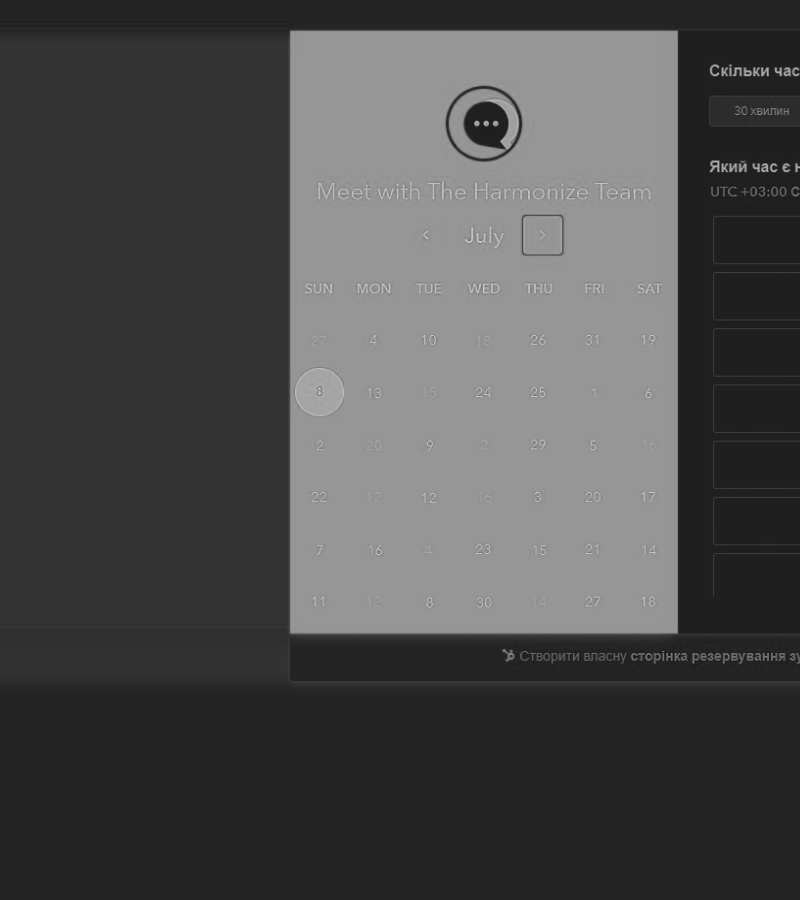 Meet with The Harmonize Team
July
SUN MON TUE WED THU FRI SAT
27 4 10 18 26 31 19
8 13 15 24 25 1 6
2 20 9 2 29 5 16
22 12 12 16 3 20 17
7 16 4 23 15 21 14
11 12 8 30 14 27 18
Скільки час
30 хвилин
Який час є н
UTC +03:00 С
Створити власну сторінка резервування зу